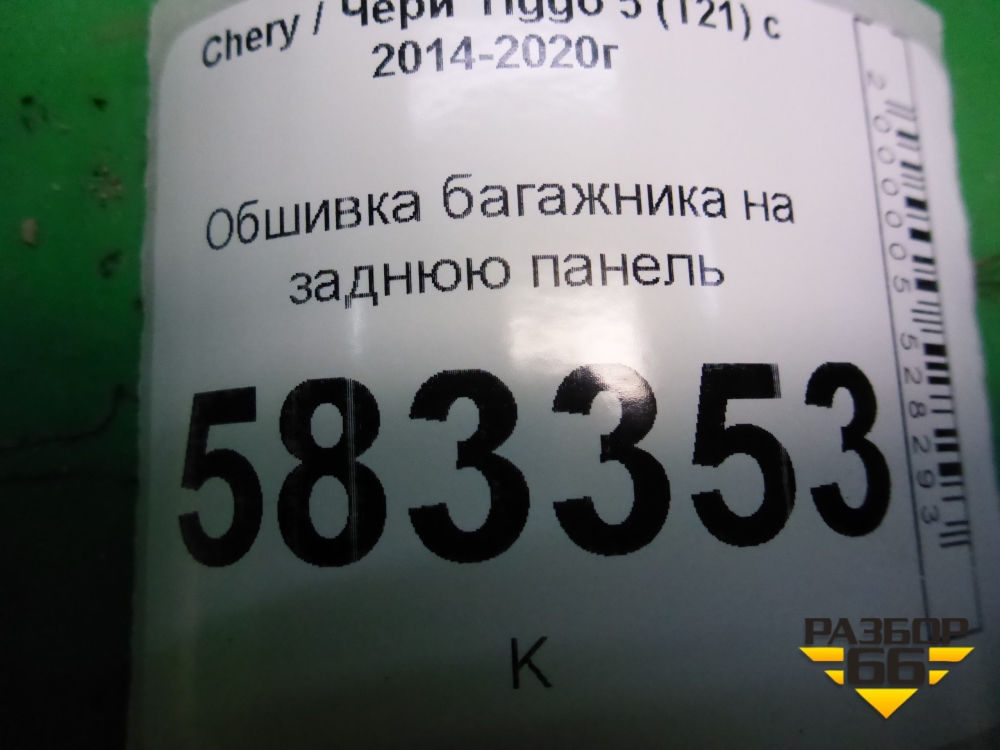 Chery / Чери Tiggo 5 (T21) с
2014-2020г
Обшивка багажника на
заднюю панель
583353
К
2000005528293
РАЗБОР
66